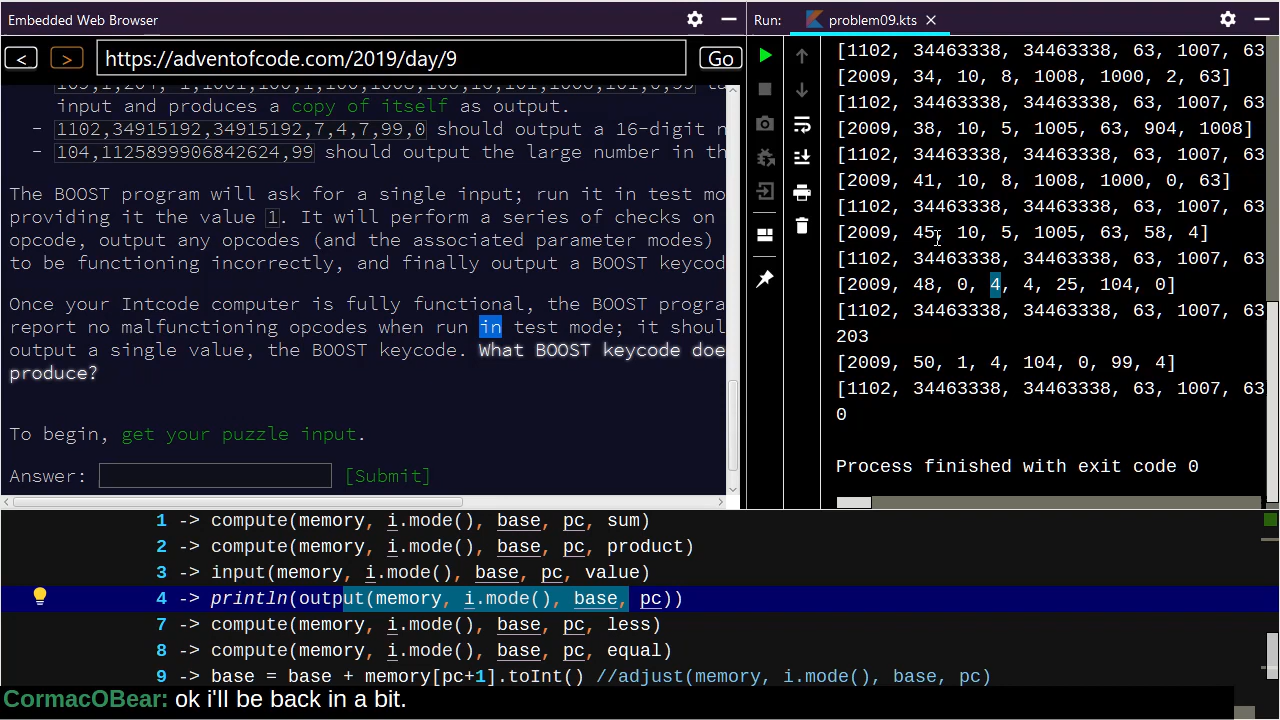 Embedded Web Browser
< > https://adventofcode.com/2019/day/9 Go
input and produces a copy of itself as output.
- 1102,34915192,34915192,7,4,7,99,0 should output a 16-digit n
- 104,1125899906842624,99 should output the large number in th
The BOOST program will ask for a single input; run it in test mo
providing it the value 1. It will perform a series of checks on
opcode, output any opcodes (and the associated parameter modes)
to be functioning incorrectly, and finally output a BOOST keycod
Once your Intcode computer is fully functional, the BOOST progra
report no malfunctioning opcodes when run in test mode; it shoul
output a single value, the BOOST keycode. What BOOST keycode doe
produce?
To begin, get your puzzle input.
Answer: [Submit]
Run: problem09.kts
[1102, 34463338, 34463338, 63, 1007, 63
[2009, 34, 10, 8, 1008, 1000, 2, 63]
[1102, 34463338, 34463338, 63, 1007, 63
[2009, 38, 10, 5, 1005, 63, 904, 1008]
[1102, 34463338, 34463338, 63, 1007, 63
[2009, 41, 10, 8, 1008, 1000, 0, 63]
[1102, 34463338, 34463338, 63, 1007, 63
[2009, 45, 10, 5, 1005, 63, 58, 4]
[1102, 34463338, 34463338, 63, 1007, 63
[2009, 48, 0, 4, 4, 25, 104, 0]
[1102, 34463338, 34463338, 63, 1007, 63
203
[2009, 50, 1, 4, 104, 0, 99, 4]
[1102, 34463338, 34463338, 63, 1007, 63
0
Process finished with exit code 0
1 -> compute(memory, i.mode(), base, pc, sum)
2 -> compute(memory, i.mode(), base, pc, product)
3 -> input(memory, i.mode(), base, pc, value)
4 -> println(output(memory, i.mode(), base, pc))
7 -> compute(memory, i.mode(), base, pc, less)
8 -> compute(memory, i.mode(), base, pc, equal)
9 -> base = base + memory[pc+1].toInt() //adjust(memory, i.mode(), base, pc)
CormacOBear: ok i'll be back in a bit.